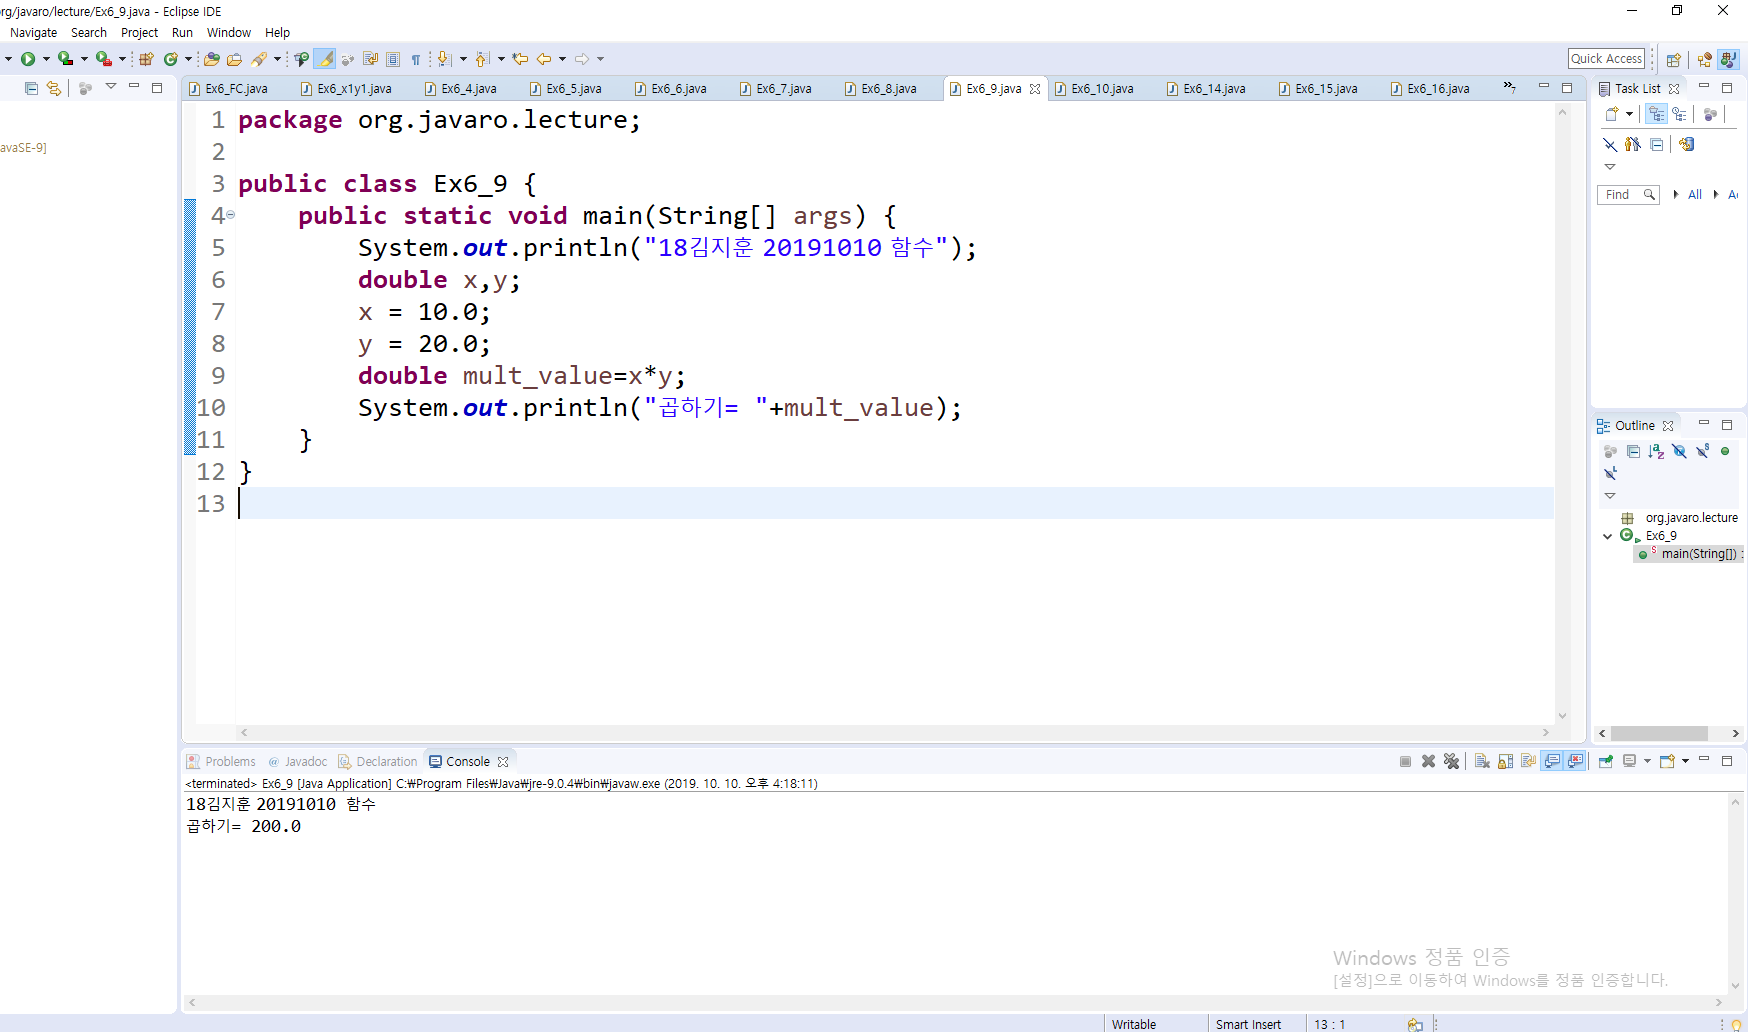 org/javaro/lecture/Ex6_9.java - Eclipse IDE
Navigate Search Project Run Window Help
Quick Access
avaSE-9]
Ex6_FC.java Ex6_x1y1.java Ex6_4.java Ex6_5.java Ex6_6.java Ex6_7.java Ex6_8.java Ex6_9.java Ex6_10.java Ex6_14.java Ex6_15.java Ex6_16.java »7
1 package org.javaro.lecture;
2
3 public class Ex6_9 {
4 public static void main(String[] args) {
5 System.out.println("18김지훈 20191010 함수");
6 double x,y;
7 x = 10.0;
8 y = 20.0;
9 double mult_value=x*y;
10 System.out.println("곱하기= "+mult_value);
11 }
12 }
13
Task List
Find All Ac
Outline
org.javaro.lecture
Ex6_9
main(String[]) :
Problems @ Javadoc Declaration Console
<terminated> Ex6_9 [Java Application] C:₩Program Files₩Java₩jre-9.0.4₩bin₩javaw.exe (2019. 10. 10. 오후 4:18:11)
18김지훈 20191010 함수
곱하기= 200.0
Windows 정품 인증
[설정]으로 이동하여 Windows를 정품 인증합니다.
Writable Smart Insert 13 : 1